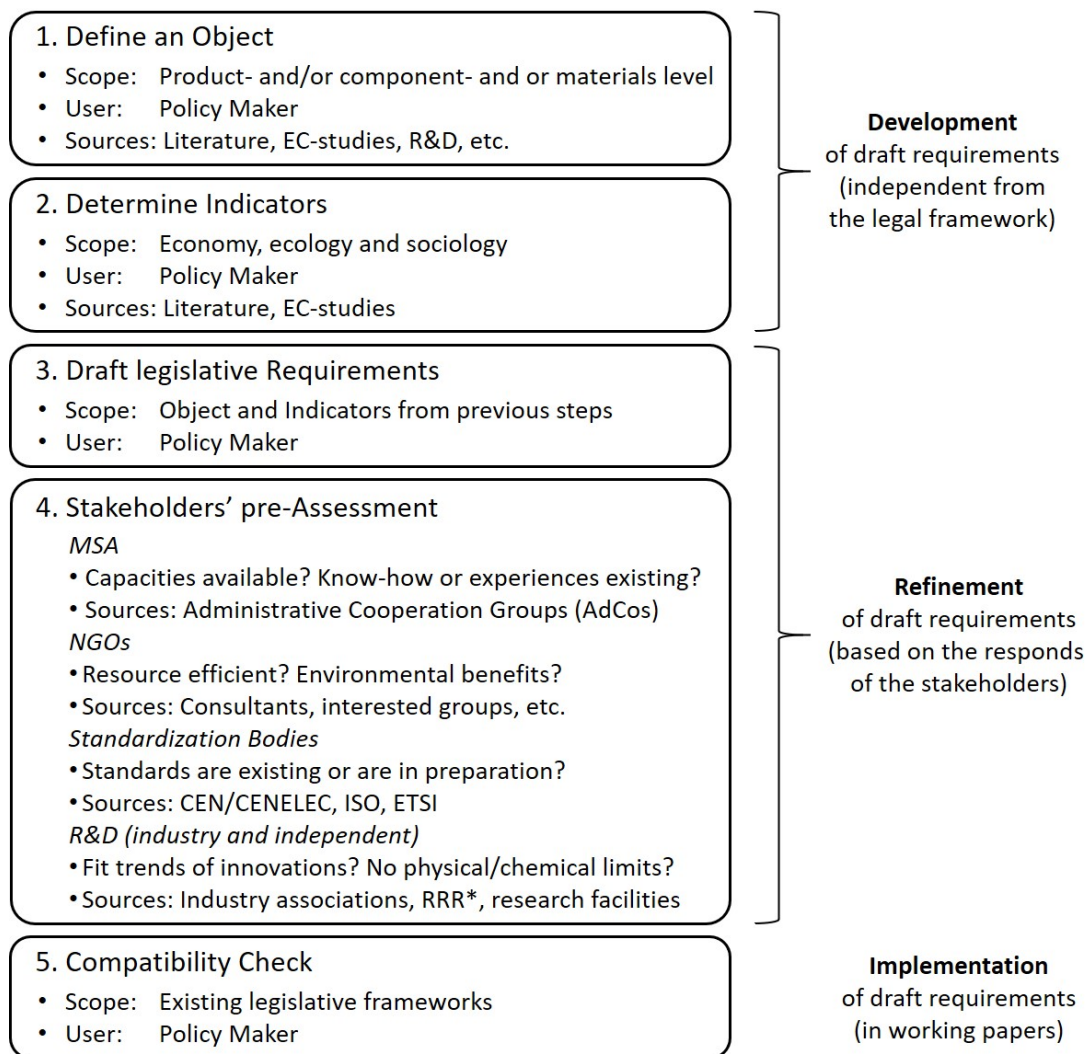 1. Define an Object
• Scope: Product- and/or component- and or materials level
• User: Policy Maker
• Sources: Literature, EC-studies, R&D, etc.
2. Determine Indicators
• Scope: Economy, ecology and sociology
• User: Policy Maker
• Sources: Literature, EC-studies
Development
of draft requirements
(independent from
the legal framework)
3. Draft legislative Requirements
• Scope: Object and Indicators from previous steps
• User: Policy Maker
4. Stakeholders’ pre-Assessment
MSA
• Capacities available? Know-how or experiences existing?
• Sources: Administrative Cooperation Groups (AdCos)
NGOs
• Resource efficient? Environmental benefits?
• Sources: Consultants, interested groups, etc.
Standardization Bodies
• Standards are existing or are in preparation?
• Sources: CEN/CENELEC, ISO, ETSI
R&D (industry and independent)
• Fit trends of innovations? No physical/chemical limits?
• Sources: Industry associations, RRR*, research facilities
Refinement
of draft requirements
(based on the responds
of the stakeholders)
5. Compatibility Check
• Scope: Existing legislative frameworks
• User: Policy Maker
Implementation
of draft requirements
(in working papers)